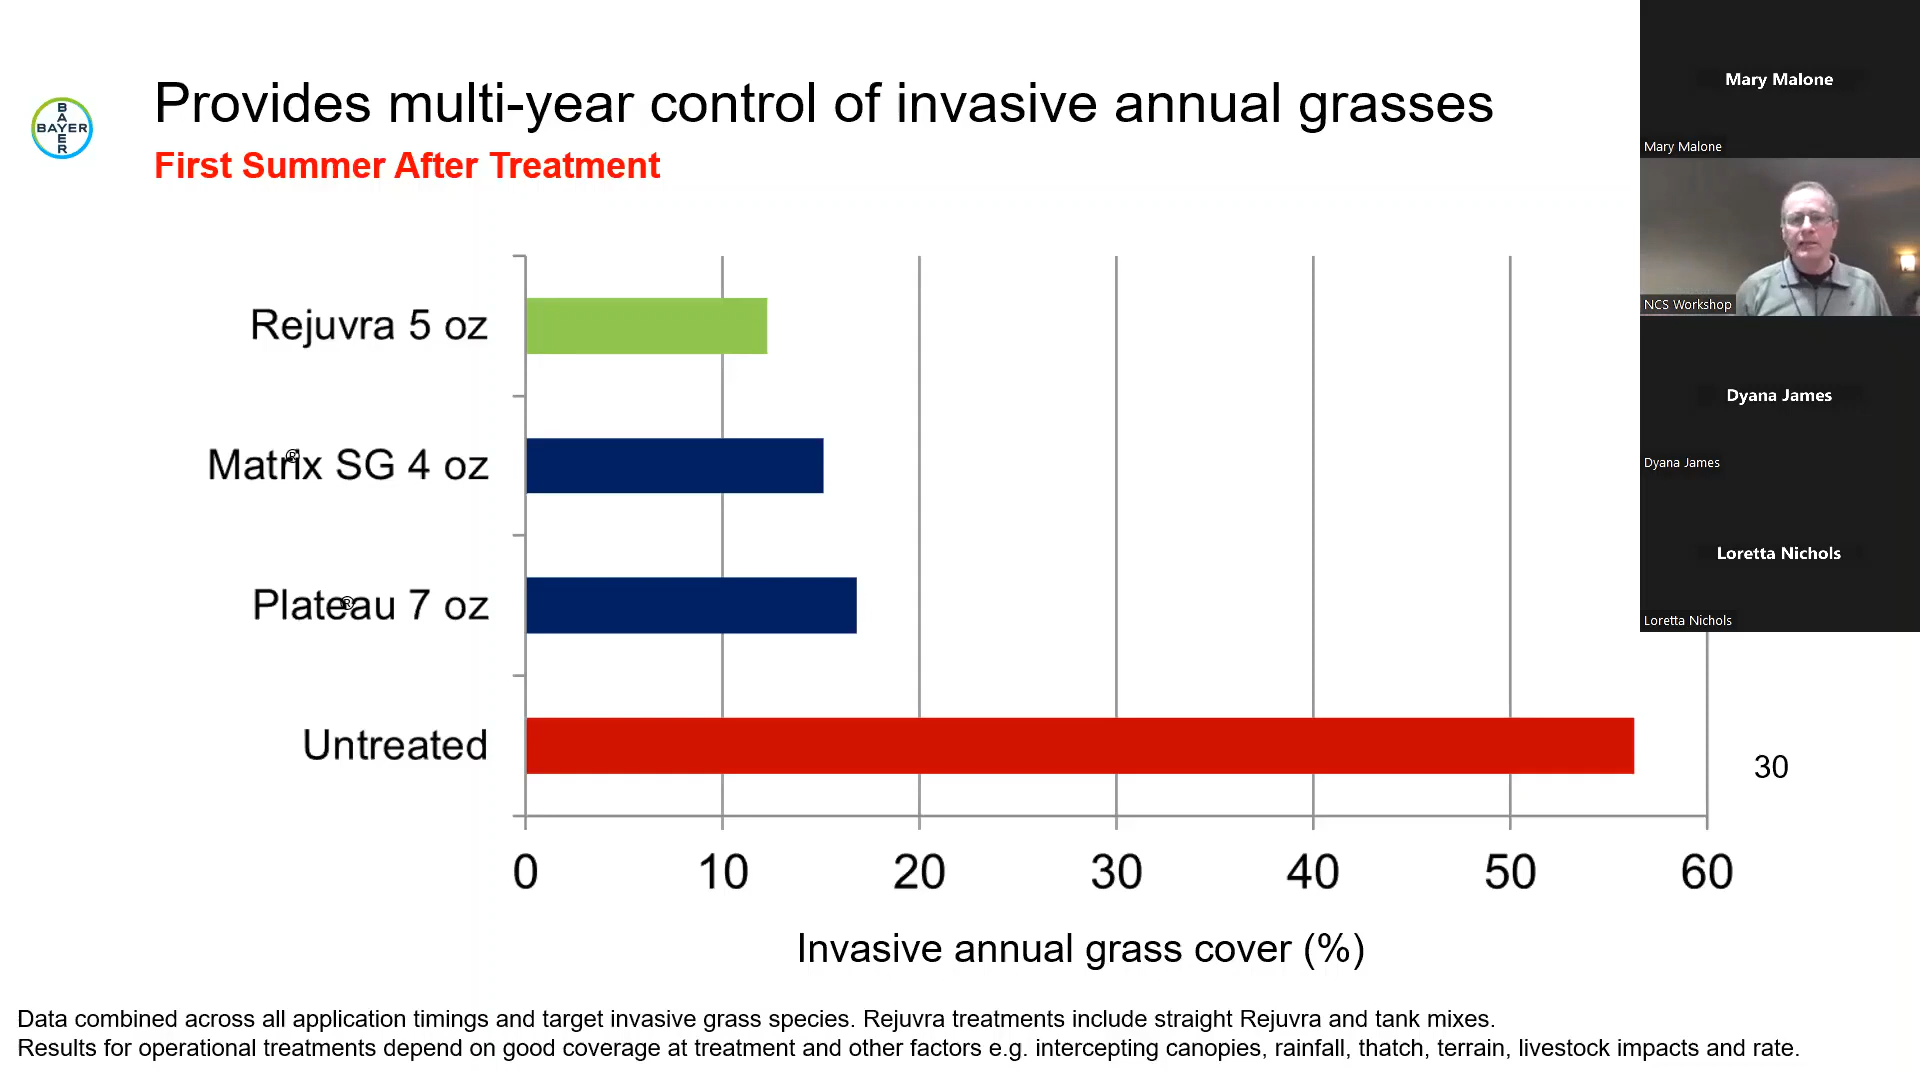 Provides multi-year control of invasive annual grasses
First Summer After Treatment
BAYER
BAYER
Rejuvra 5 oz
Matrix SG 4 oz
®
Plateau 7 oz
®
Untreated
0 10 20 30 40 50 60
Invasive annual grass cover (%)
30
Data combined across all application timings and target invasive grass species. Rejuvra treatments include straight Rejuvra and tank mixes.
Results for operational treatments depend on good coverage at treatment and other factors e.g. intercepting canopies, rainfall, thatch, terrain, livestock impacts and rate.
Mary Malone
Mary Malone
NCS Workshop
Dyana James
Dyana James
Loretta Nichols
Loretta Nichols